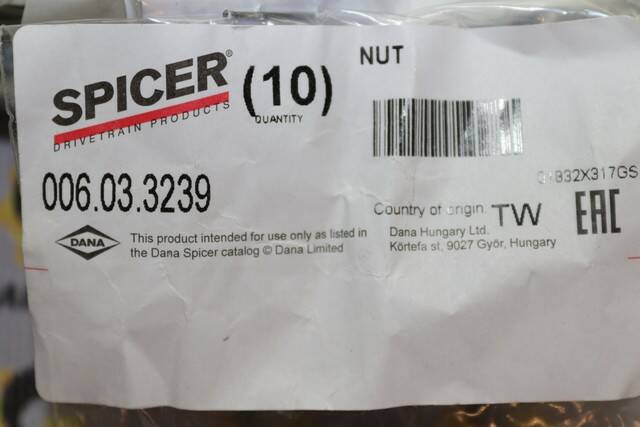 SPICER®
DRIVETRAIN PRODUCTS
(10)
QUANTITY
NUT
006.03.3239
DANA
This product intended for use only as listed in
the Dana Spicer catalog © Dana Limited
Country of origin. TW
Dana Hungary Ltd.
Körtefa st, 9027 Győr, Hungary
EAC